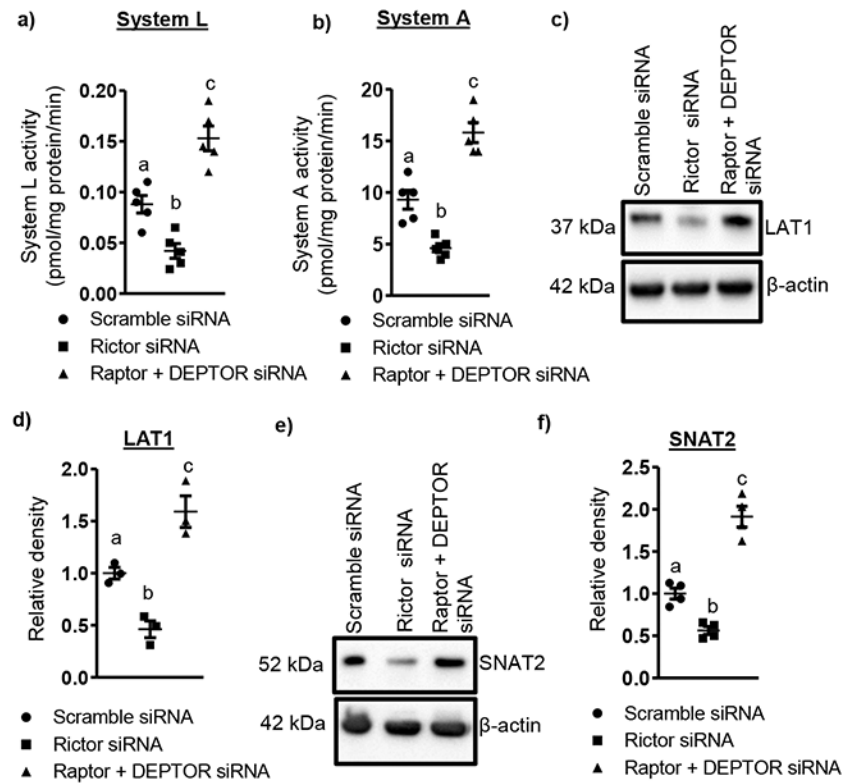 a)
System L
System L activity
(pmol/mg protein/min)
0.20
0.15
0.10
0.05
0.00
a
b
c
Scramble siRNA
Rictor siRNA
Raptor + DEPTOR siRNA
b)
System A
System A activity
(pmol/mg protein/min)
20
15
10
5
0
a
b
c
Scramble siRNA
Rictor siRNA
Raptor + DEPTOR siRNA
c)
Scramble siRNA
Rictor siRNA
Raptor + DEPTOR
siRNA
37 kDa
LAT1
42 kDa
β-actin
d)
LAT1
Relative density
2.0
1.5
1.0
0.5
0.0
a
b
c
Scramble siRNA
Rictor siRNA
Raptor + DEPTOR siRNA
e)
Scramble siRNA
Rictor siRNA
Raptor + DEPTOR
siRNA
52 kDa
SNAT2
42 kDa
β-actin
f)
SNAT2
Relative density
2.5
2.0
1.5
1.0
0.5
0.0
a
b
c
Scramble siRNA
Rictor siRNA
Raptor + DEPTOR siRNA